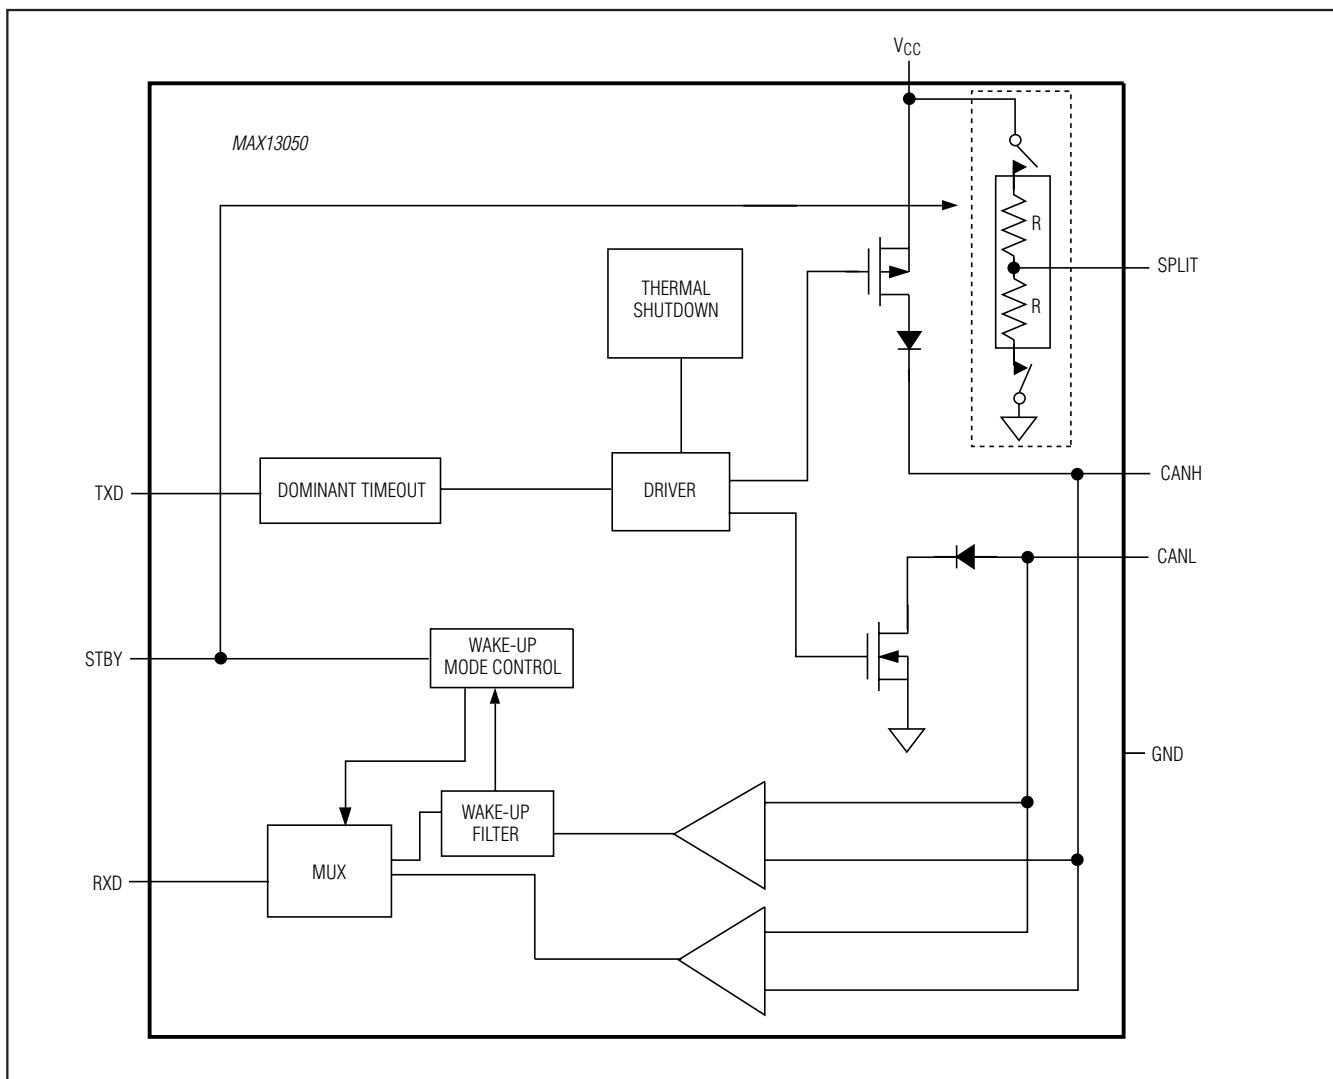 VCC
MAX13050
R
SPLIT
THERMAL
SHUTDOWN
R
CANH
TXD
DOMINANT TIMEOUT
DRIVER
CANL
STBY
WAKE-UP
MODE CONTROL
GND
WAKE-UP
FILTER
MUX
RXD